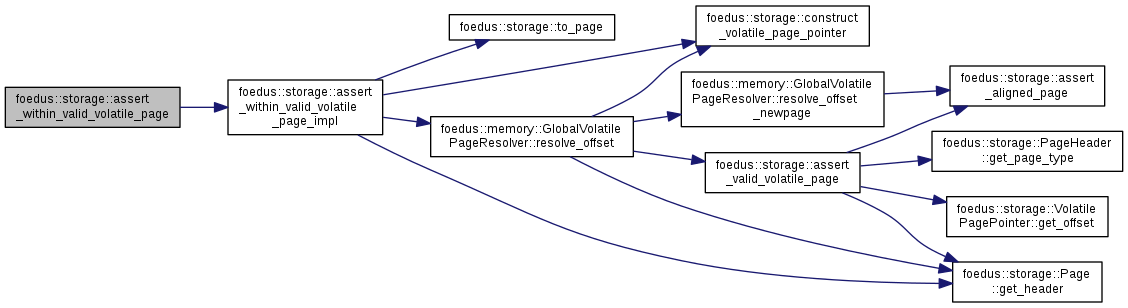 foedus::storage::assert
_within_valid_volatile_page
foedus::storage::assert
_within_valid_volatile
_page_impl
foedus::storage::to_page
foedus::storage::construct
_volatile_page_pointer
foedus::memory::GlobalVolatile
PageResolver::resolve_offset
foedus::memory::GlobalVolatile
PageResolver::resolve_offset
_newpage
foedus::storage::assert
_valid_volatile_page
foedus::storage::assert
_aligned_page
foedus::storage::PageHeader
::get_page_type
foedus::storage::Volatile
PagePointer::get_offset
foedus::storage::Page
::get_header